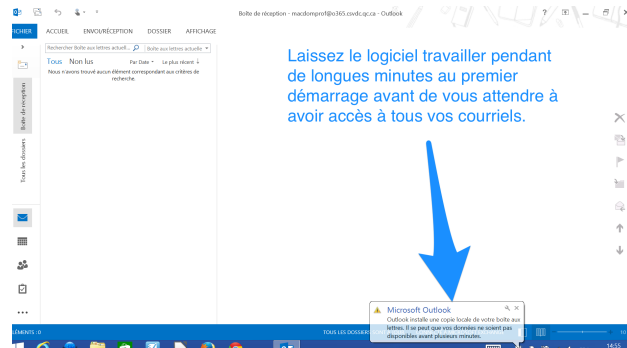 Boîte de réception - macdomprof@o365.csvdc.qc.ca - Outlook
FICHIER ACCUEIL ENVOI/RÉCEPTION DOSSIER AFFICHAGE
Rechercher Boîte aux lettres actuell... Boîte aux lettres actuelle
Tous Non lus Par Date Le plus récent ↓
Nous n'avons trouvé aucun élément correspondant aux critères de
recherche.
Boîte de réception
Tous les dossiers
Laissez le logiciel travailler pendant
de longues minutes au premier
démarrage avant de vous attendre à
avoir accès à tous vos courriels.
Microsoft Outlook
Outlook installe une copie locale de votre boîte aux
lettres. Il se peut que vos données ne soient pas
disponibles avant plusieurs minutes.
ÉLÉMENTS : 0 TOUS LES DOSSIERS
14:55